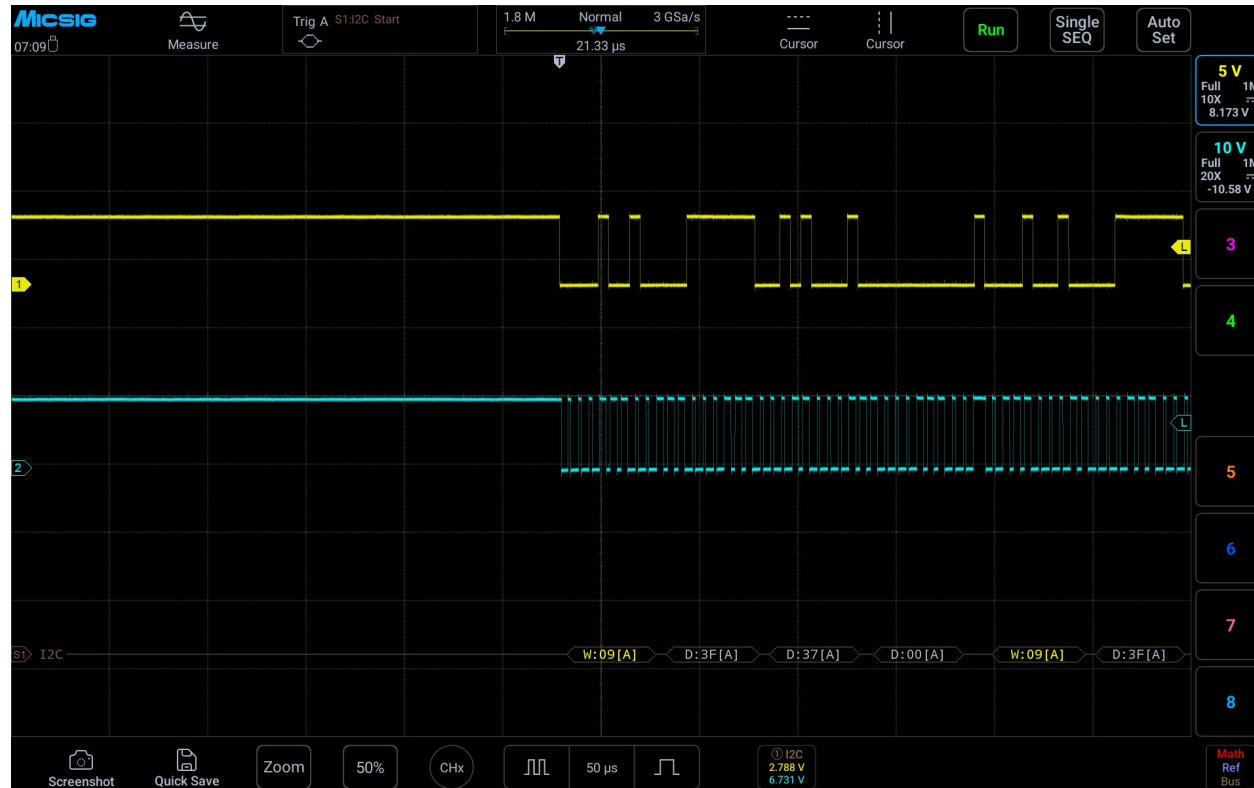 Micsig
07:09
Measure
Trig A S1:I2C Start
1.8 M Normal 3 GSa/s
21.33 µs
Cursor
Cursor
Run
Single SEQ
Auto Set
T
5 V
Full 1M
10X
8.173 V
10 V
Full 1M
20X
-10.58 V
L
1
3
4
L
2
5
6
7
S1 I2C W:09[A] D:3F[A] D:37[A] D:00[A] W:09[A] D:3F[A]
8
Screenshot
Quick Save
Zoom
50%
CHx
50 µs
1 I2C
2.788 V
6.731 V
Math
Ref
Bus